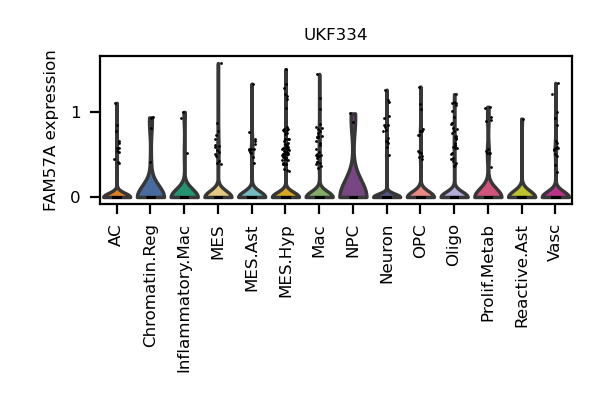 UKF334
FAM57A expression
1
0
AC
Chromatin.Reg
Inflammatory.Mac
MES
MES.Ast
MES.Hyp
Mac
NPC
Neuron
OPC
Oligo
Prolif.Metab
Reactive.Ast
Vasc